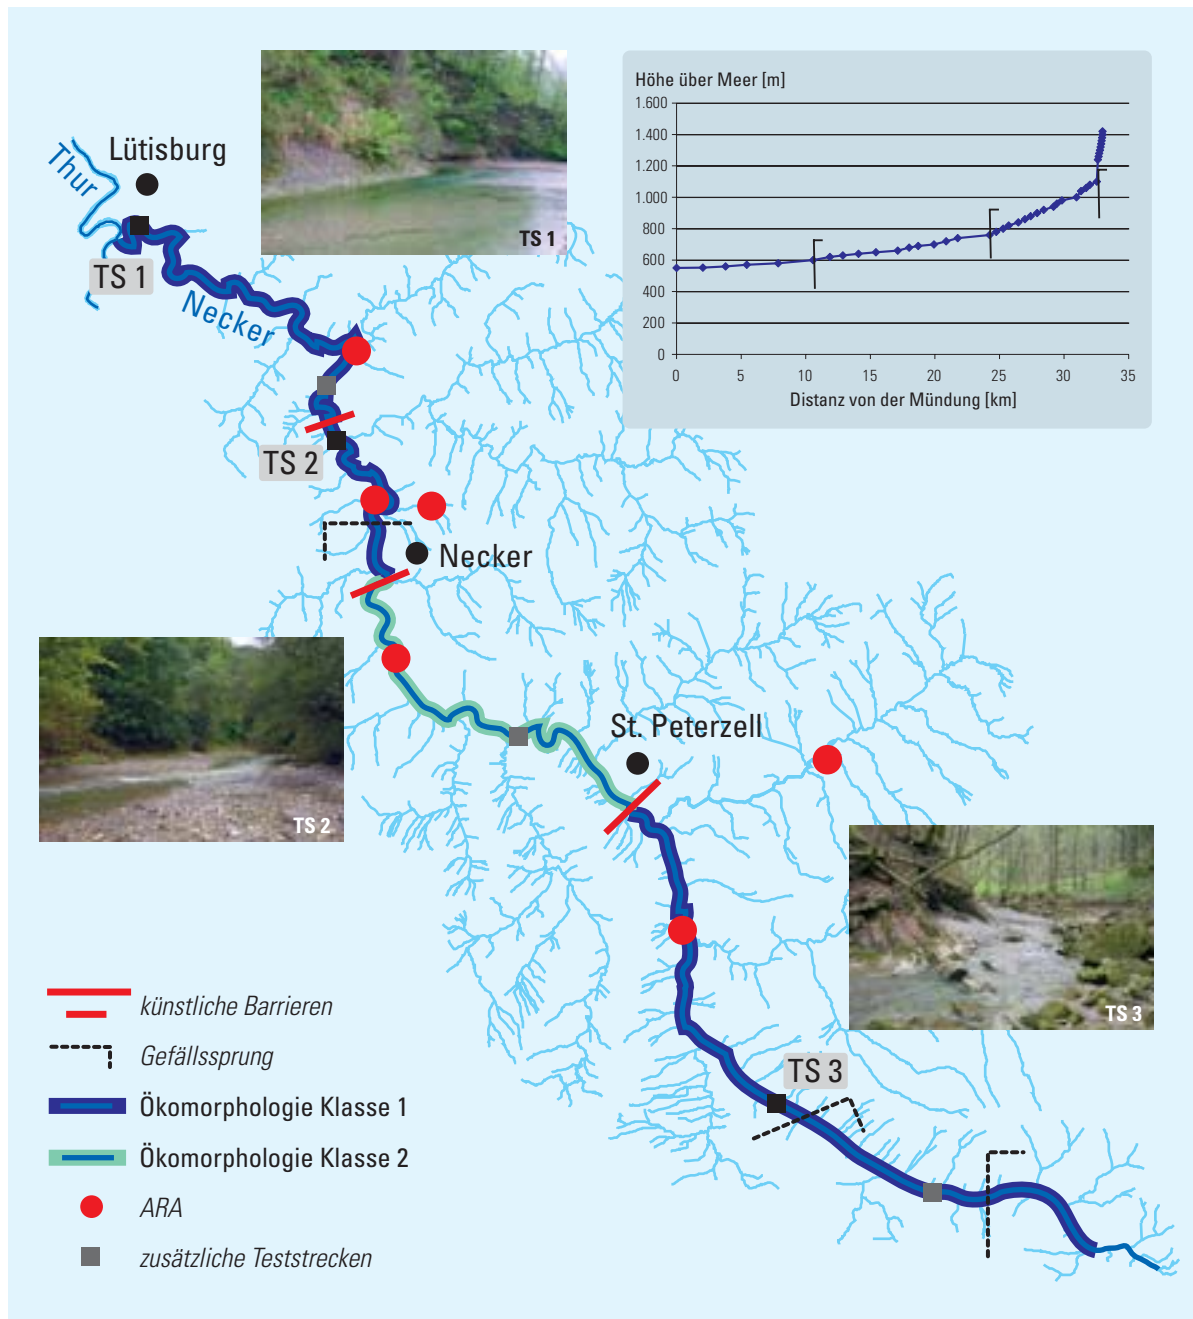 Höhe über Meer [m]
1.600
1.400
1.200
1.000
800
600
400
200
0
0 5 10 15 20 25 30 35
Distanz von der Mündung [km]
TS 1
Thur
Lütisburg
TS 1
Necker
TS 2
Necker
TS 2
St. Peterzell
TS 3
TS 3
künstliche Barrieren
Gefällssprung
Ökomorphologie Klasse 1
Ökomorphologie Klasse 2
ARA
zusätzliche Teststrecken